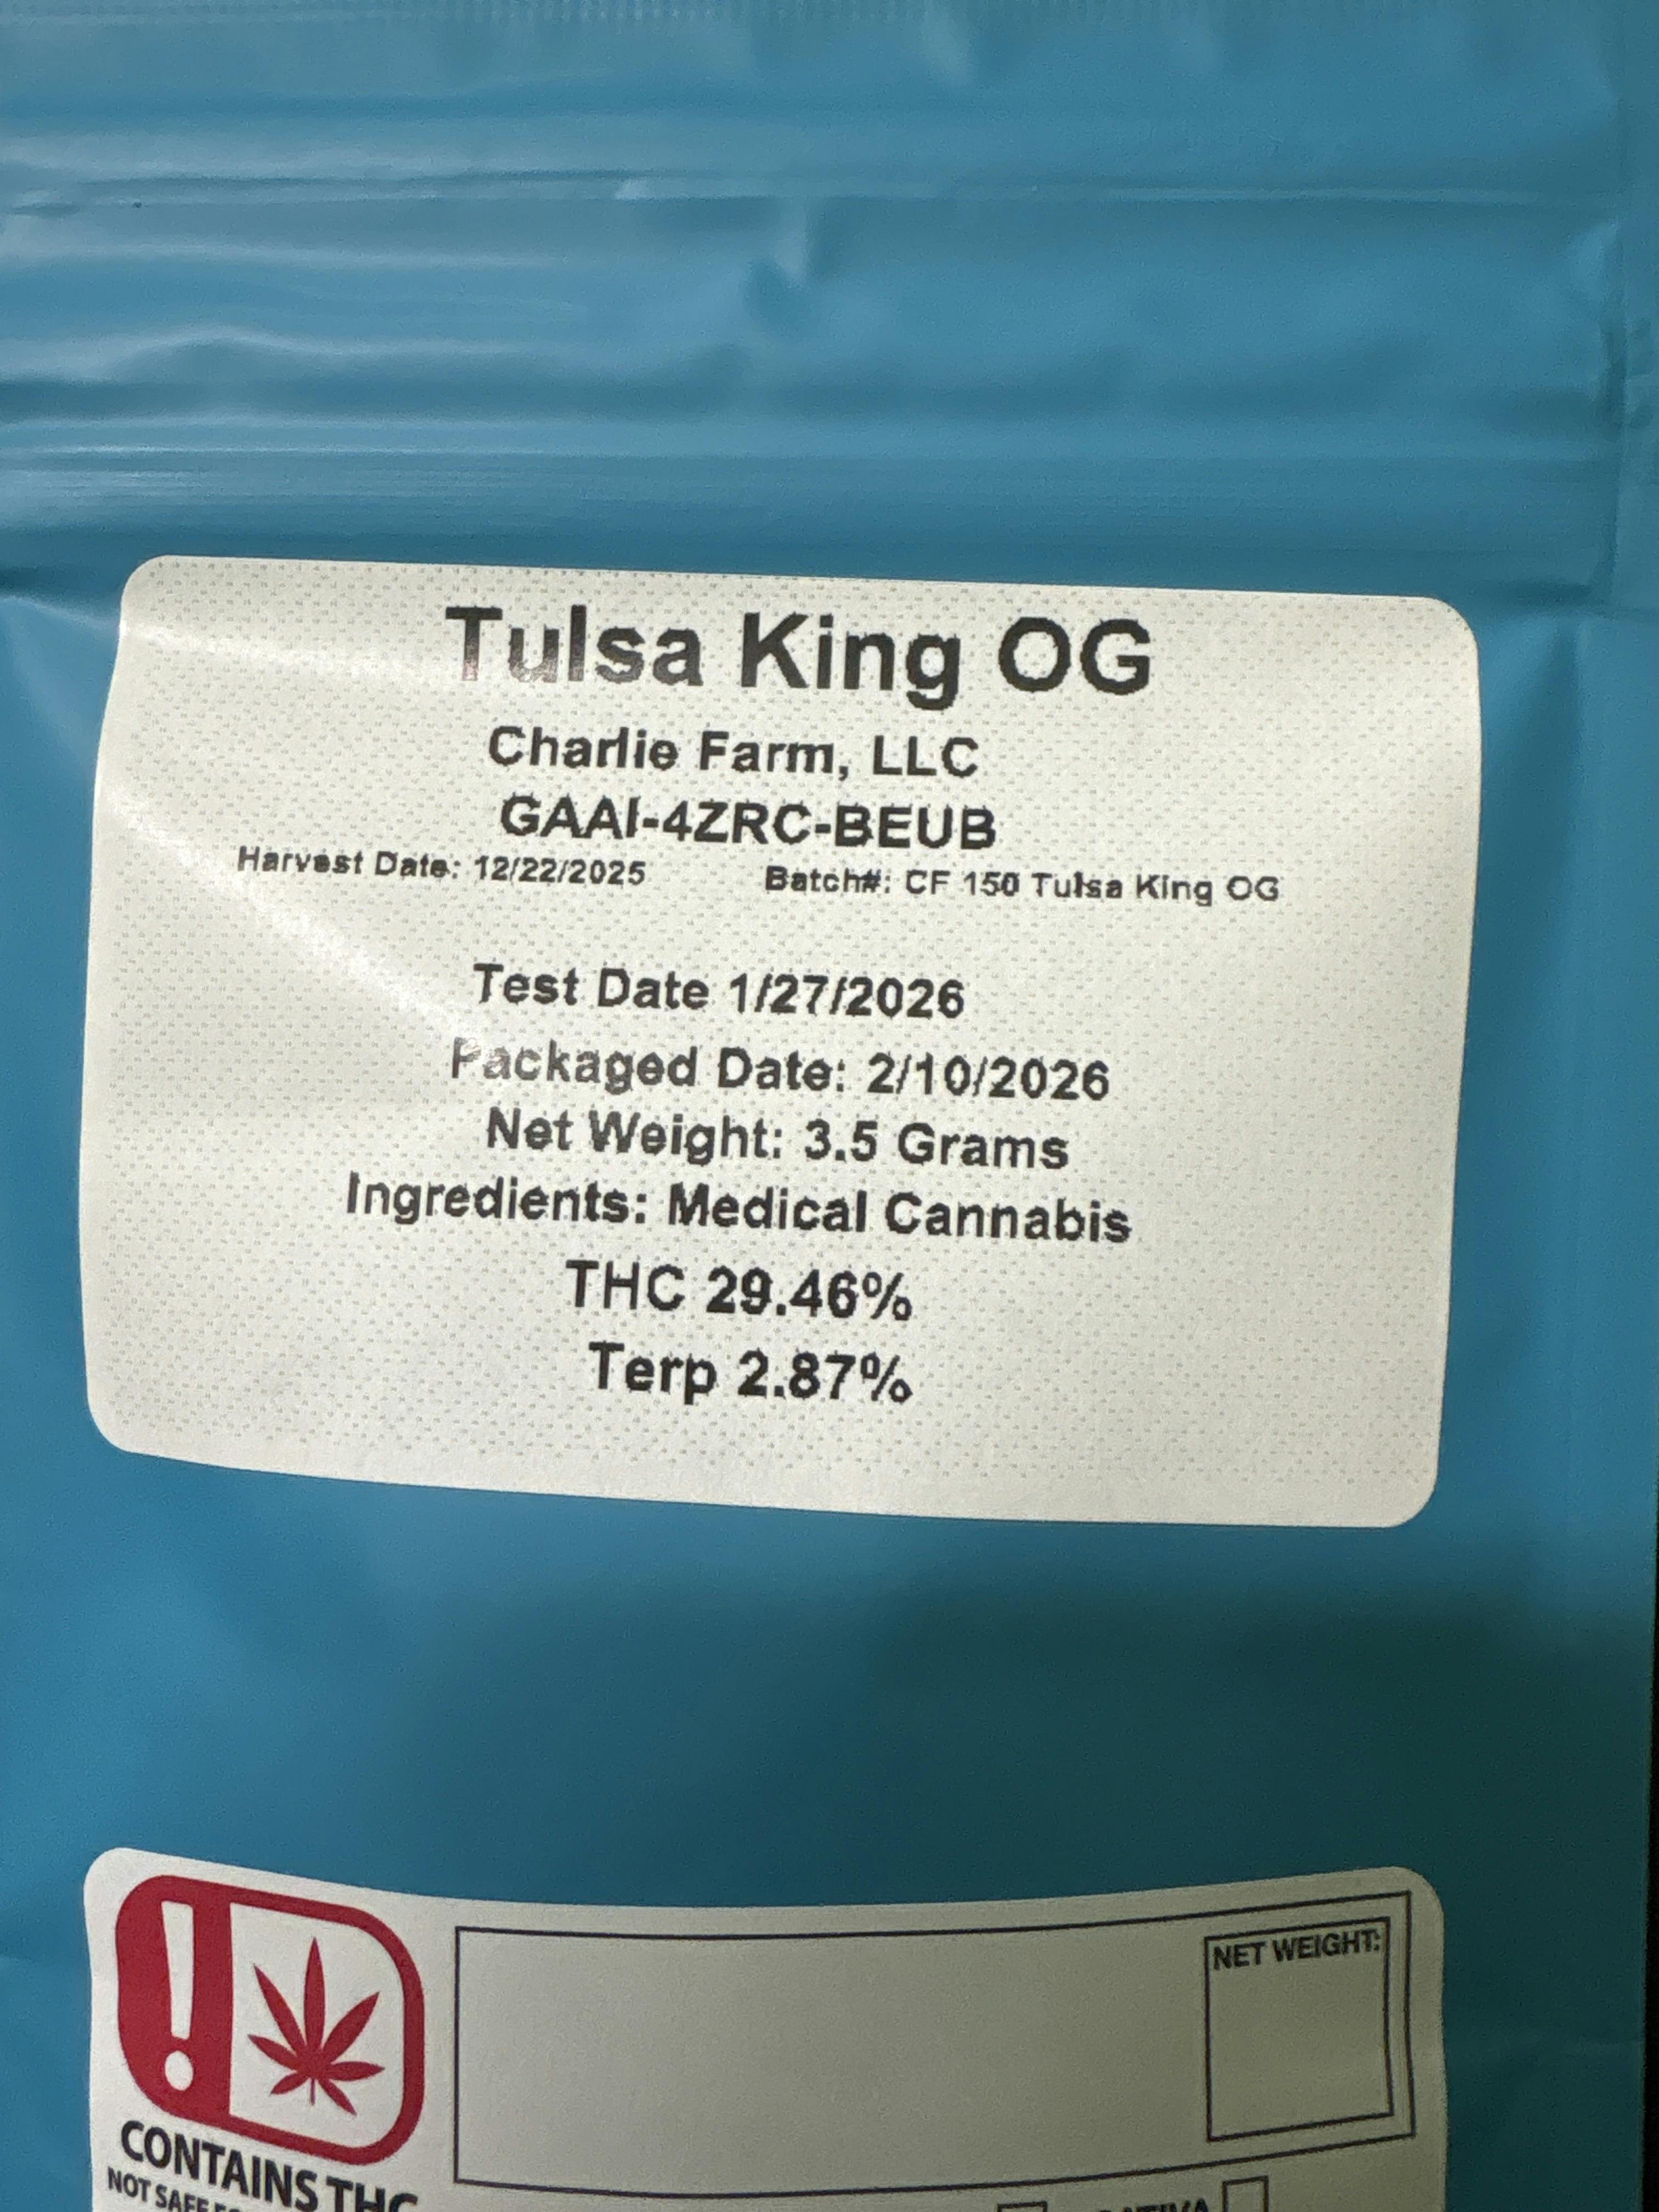 Tulsa King OG
Charlie Farm, LLC
GAAI-4ZRC-BEUB
Harvest Date: 12/22/2025 Batch#: CF 150 Tulsa King OG
Test Date 1/27/2026
Packaged Date: 2/10/2026
Net Weight: 3.5 Grams
Ingredients: Medical Cannabis
THC 29.46%
Terp 2.87%
NET WEIGHT:
CONTAINS THC
NOT SAFE